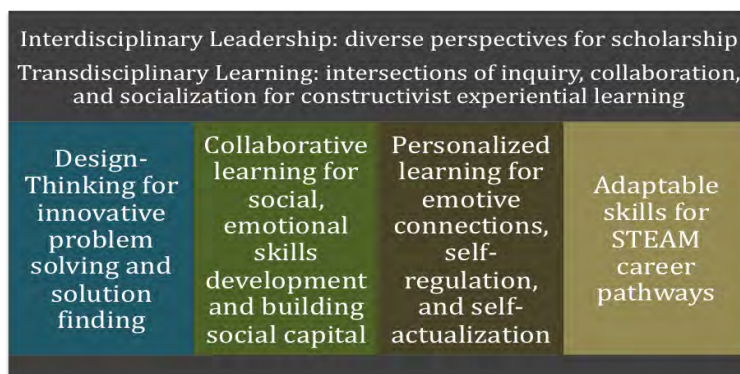 Interdisciplinary Leadership: diverse perspectives for scholarship
Transdisciplinary Learning: intersections of inquiry, collaboration,
and socialization for constructivist experiential learning
Design-
Thinking for
innovative
problem
solving and
solution
finding
Collaborative
learning for
social,
emotional
skills
development
and building
social capital
Personalized
learning for
emotive
connections,
self-
regulation,
and self-
actualization
Adaptable
skills for
STEAM
career
pathways